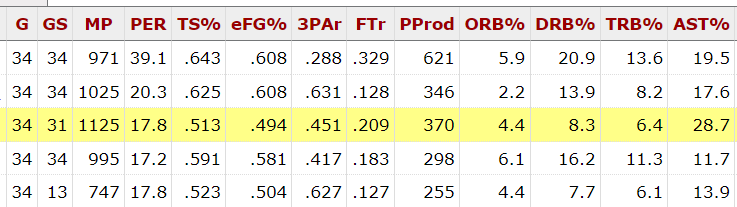 G GS MP PER TS% eFG% 3PAr FTr PProd ORB% DRB% TRB% AST%
34 34 971 39.1 .643 .608 .288 .329 621 5.9 20.9 13.6 19.5
34 34 1025 20.3 .625 .608 .631 .128 346 2.2 13.9 8.2 17.6
34 31 1125 17.8 .513 .494 .451 .209 370 4.4 8.3 6.4 28.7
34 34 995 17.2 .591 .581 .417 .183 298 6.1 16.2 11.3 11.7
34 13 747 17.8 .523 .504 .627 .127 255 4.4 7.7 6.1 13.9